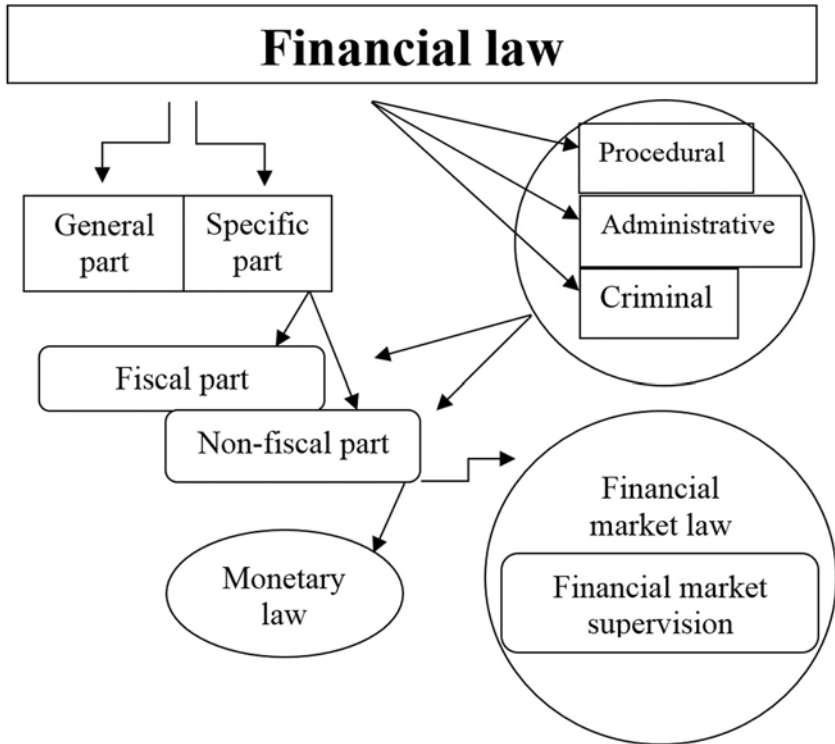 Financial law
Procedural
Administrative
Criminal
General
part
Specific
part
Fiscal part
Non-fiscal part
Monetary
law
Financial
market law
Financial market
supervision